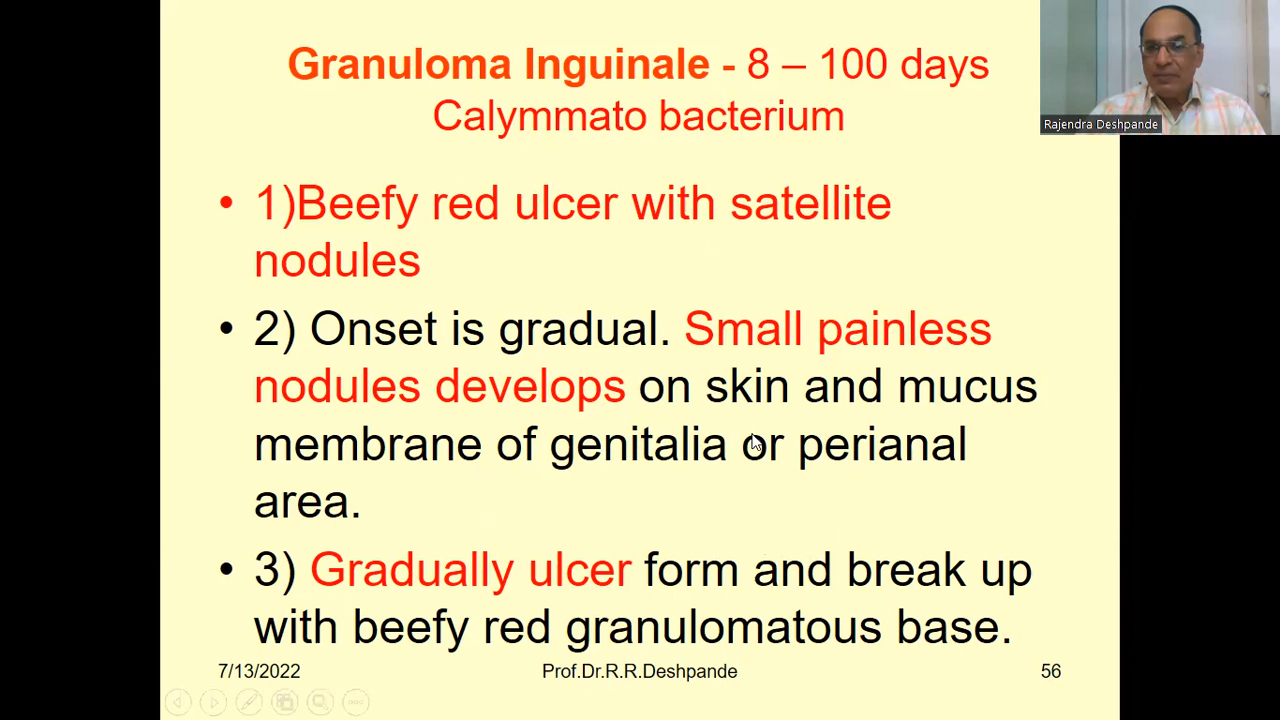 Granuloma Inguinale - 8 – 100 days
Calymmato bacterium
Rajendra Deshpande
• 1)Beefy red ulcer with satellite
nodules
• 2) Onset is gradual. Small painless
nodules develops on skin and mucus
membrane of genitalia or perianal
area.
• 3) Gradually ulcer form and break up
with beefy red granulomatous base.
7/13/2022 Prof.Dr.R.R.Deshpande 56